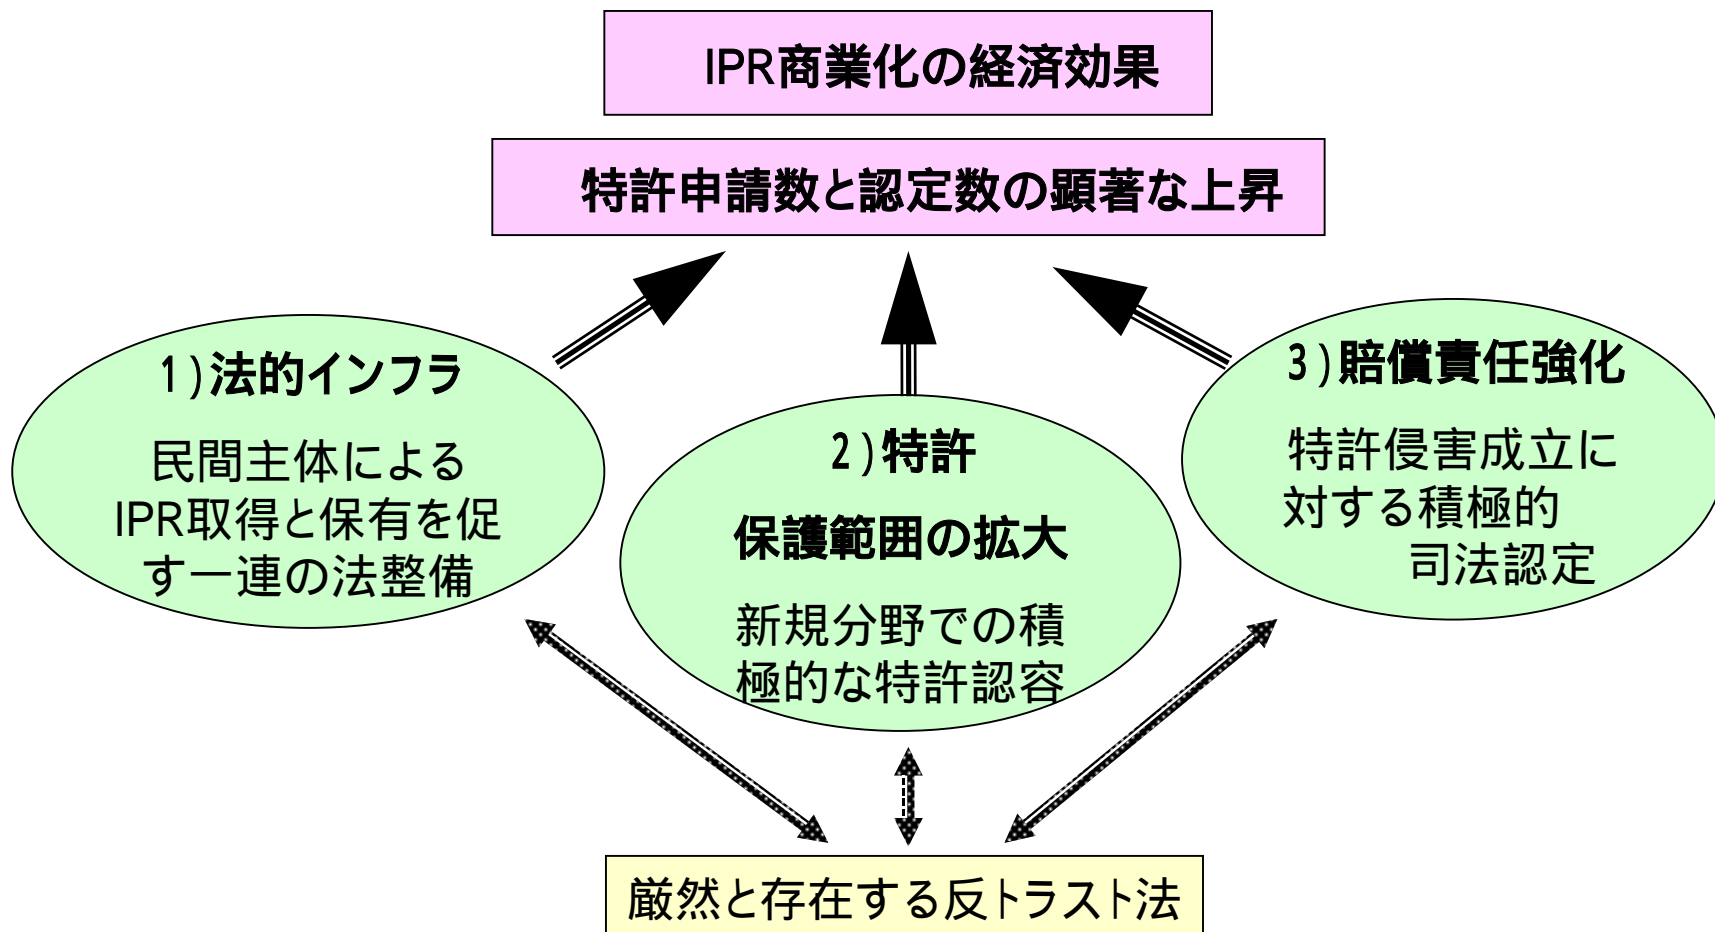 IPR商業化の経済効果
特許申請数と認定数の顕著な上昇
1)法的インフラ
民間主体による
IPR取得と保有を促
す一連の法整備
2)特許
保護範囲の拡大
新規分野での積
極的な特許認容
3)賠償責任強化
特許侵害成立に
対する積極的
司法認定
厳然と存在する反トラスト法